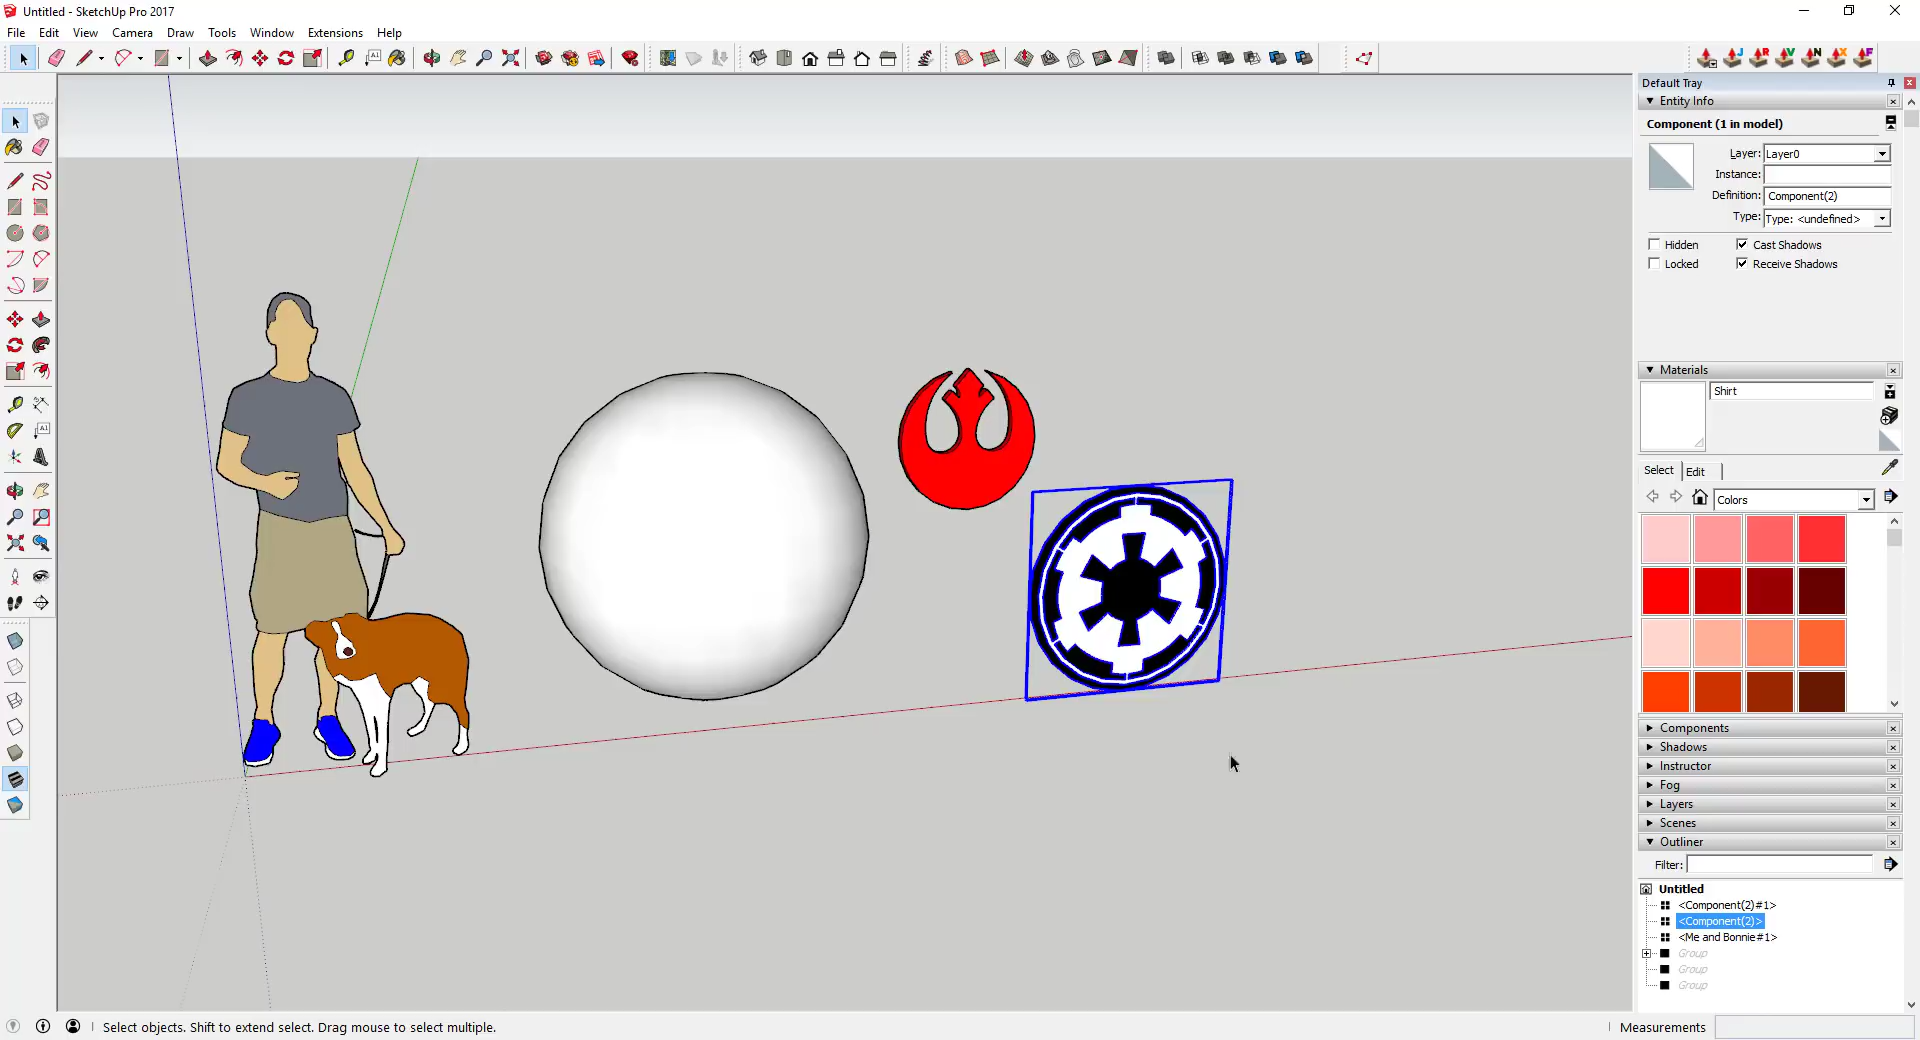 Untitled - SketchUp Pro 2017
File Edit View Camera Draw Tools Window Extensions Help
J R V N X F
Default Tray
Entity Info
Component (1 in model)
Layer: Layer0
Instance:
Definition: Component(2)
Type: Type: <undefined>
Hidden Cast Shadows
Locked Receive Shadows
Materials
Shirt
Select Edit
Colors
Components
Shadows
Instructor
Fog
Layers
Scenes
Outliner
Filter:
Untitled
<Component(2)#1>
<Component(2)>
<Me and Bonnie#1>
Group
Group
Group
Select objects. Shift to extend select. Drag mouse to select multiple. Measurements